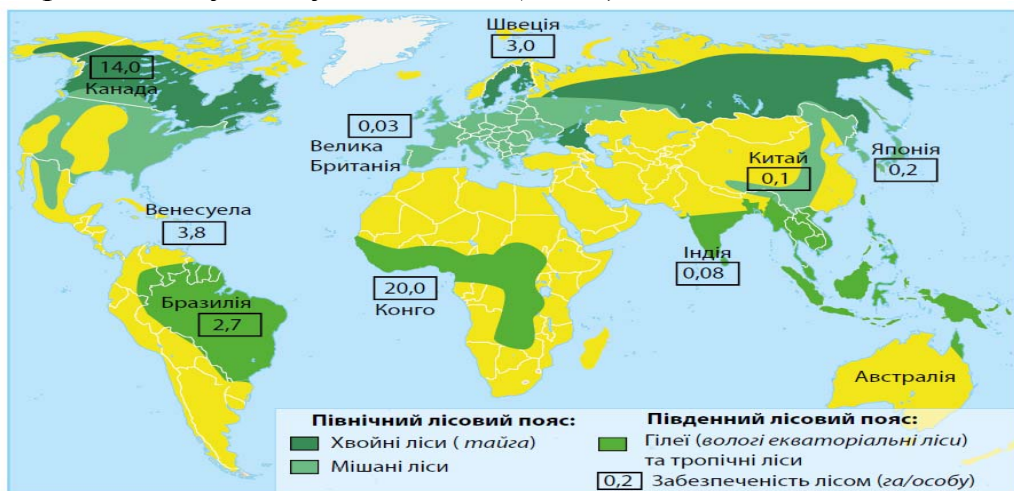 Швеція
3,0
14,0
Канада
0,03
Велика
Британія
Китай
0,1
Японія
0,2
Венесуела
3,8
Індія
0,08
20,0
Конго
Бразилія
2,7
Австралія
Північний лісовий пояс:
Хвойні ліси ( тайга)
Мішані ліси
Південний лісовий пояс:
Гілеї (вологі екваторіальні ліси)
та тропічні ліси
0,2 Забезпеченість лісом (га/особу)